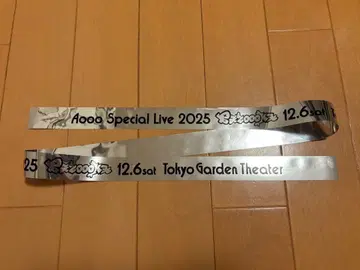 Aooo Special Live 2025 12.6sat
25 12.6sat Tokyo Garden Theater